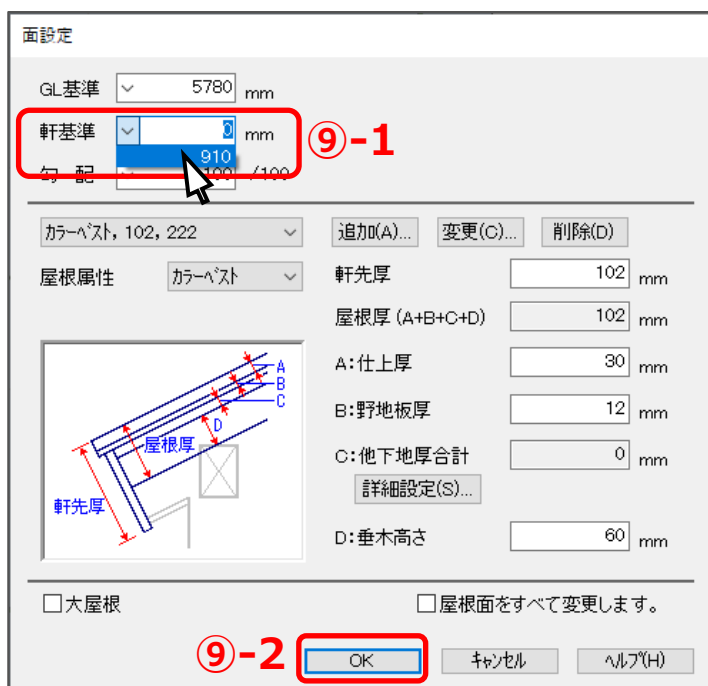 面設定
GL基準 5780 mm
軒基準 0 mm ⑨-1
910
勾 配 100 /100
カラーベスト, 102, 222 追加(A)... 変更(C)... 削除(D)
屋根属性 カラーベスト 軒先厚 102 mm
屋根厚 (A+B+C+D) 102 mm
A:仕上厚 30 mm
B:野地板厚 12 mm
C:他下地厚合計 0 mm
詳細設定(S)...
D:垂木高さ 60 mm
A
B
C
D
屋根厚
軒先厚
大屋根 屋根面をすべて変更します。
⑨-2 OK キャンセル ヘルプ(H)